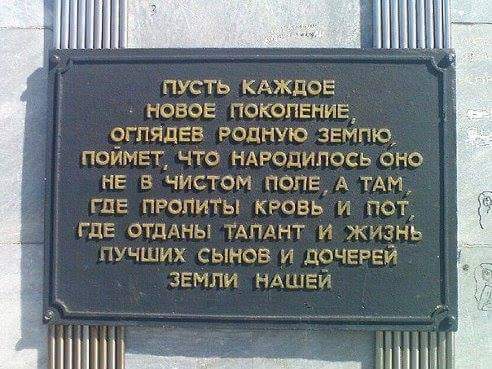 ПУСТЬ КАЖДОЕ
НОВОЕ ПОКОЛЕНИЕ,
ОГЛЯДЕВ РОДНУЮ ЗЕМЛЮ,
ПОЙМЕТ, ЧТО НАРОДИЛОСЬ ОНО
НЕ В ЧИСТОМ ПОЛЕ, А ТАМ,
ГДЕ ПРОЛИТЫ КРОВЬ И ПОТ,
ГДЕ ОТДАНЫ ТАЛАНТ И ЖИЗНЬ
ЛУЧШИХ СЫНОВ И ДОЧЕРЕЙ
ЗЕМЛИ НАШЕЙ